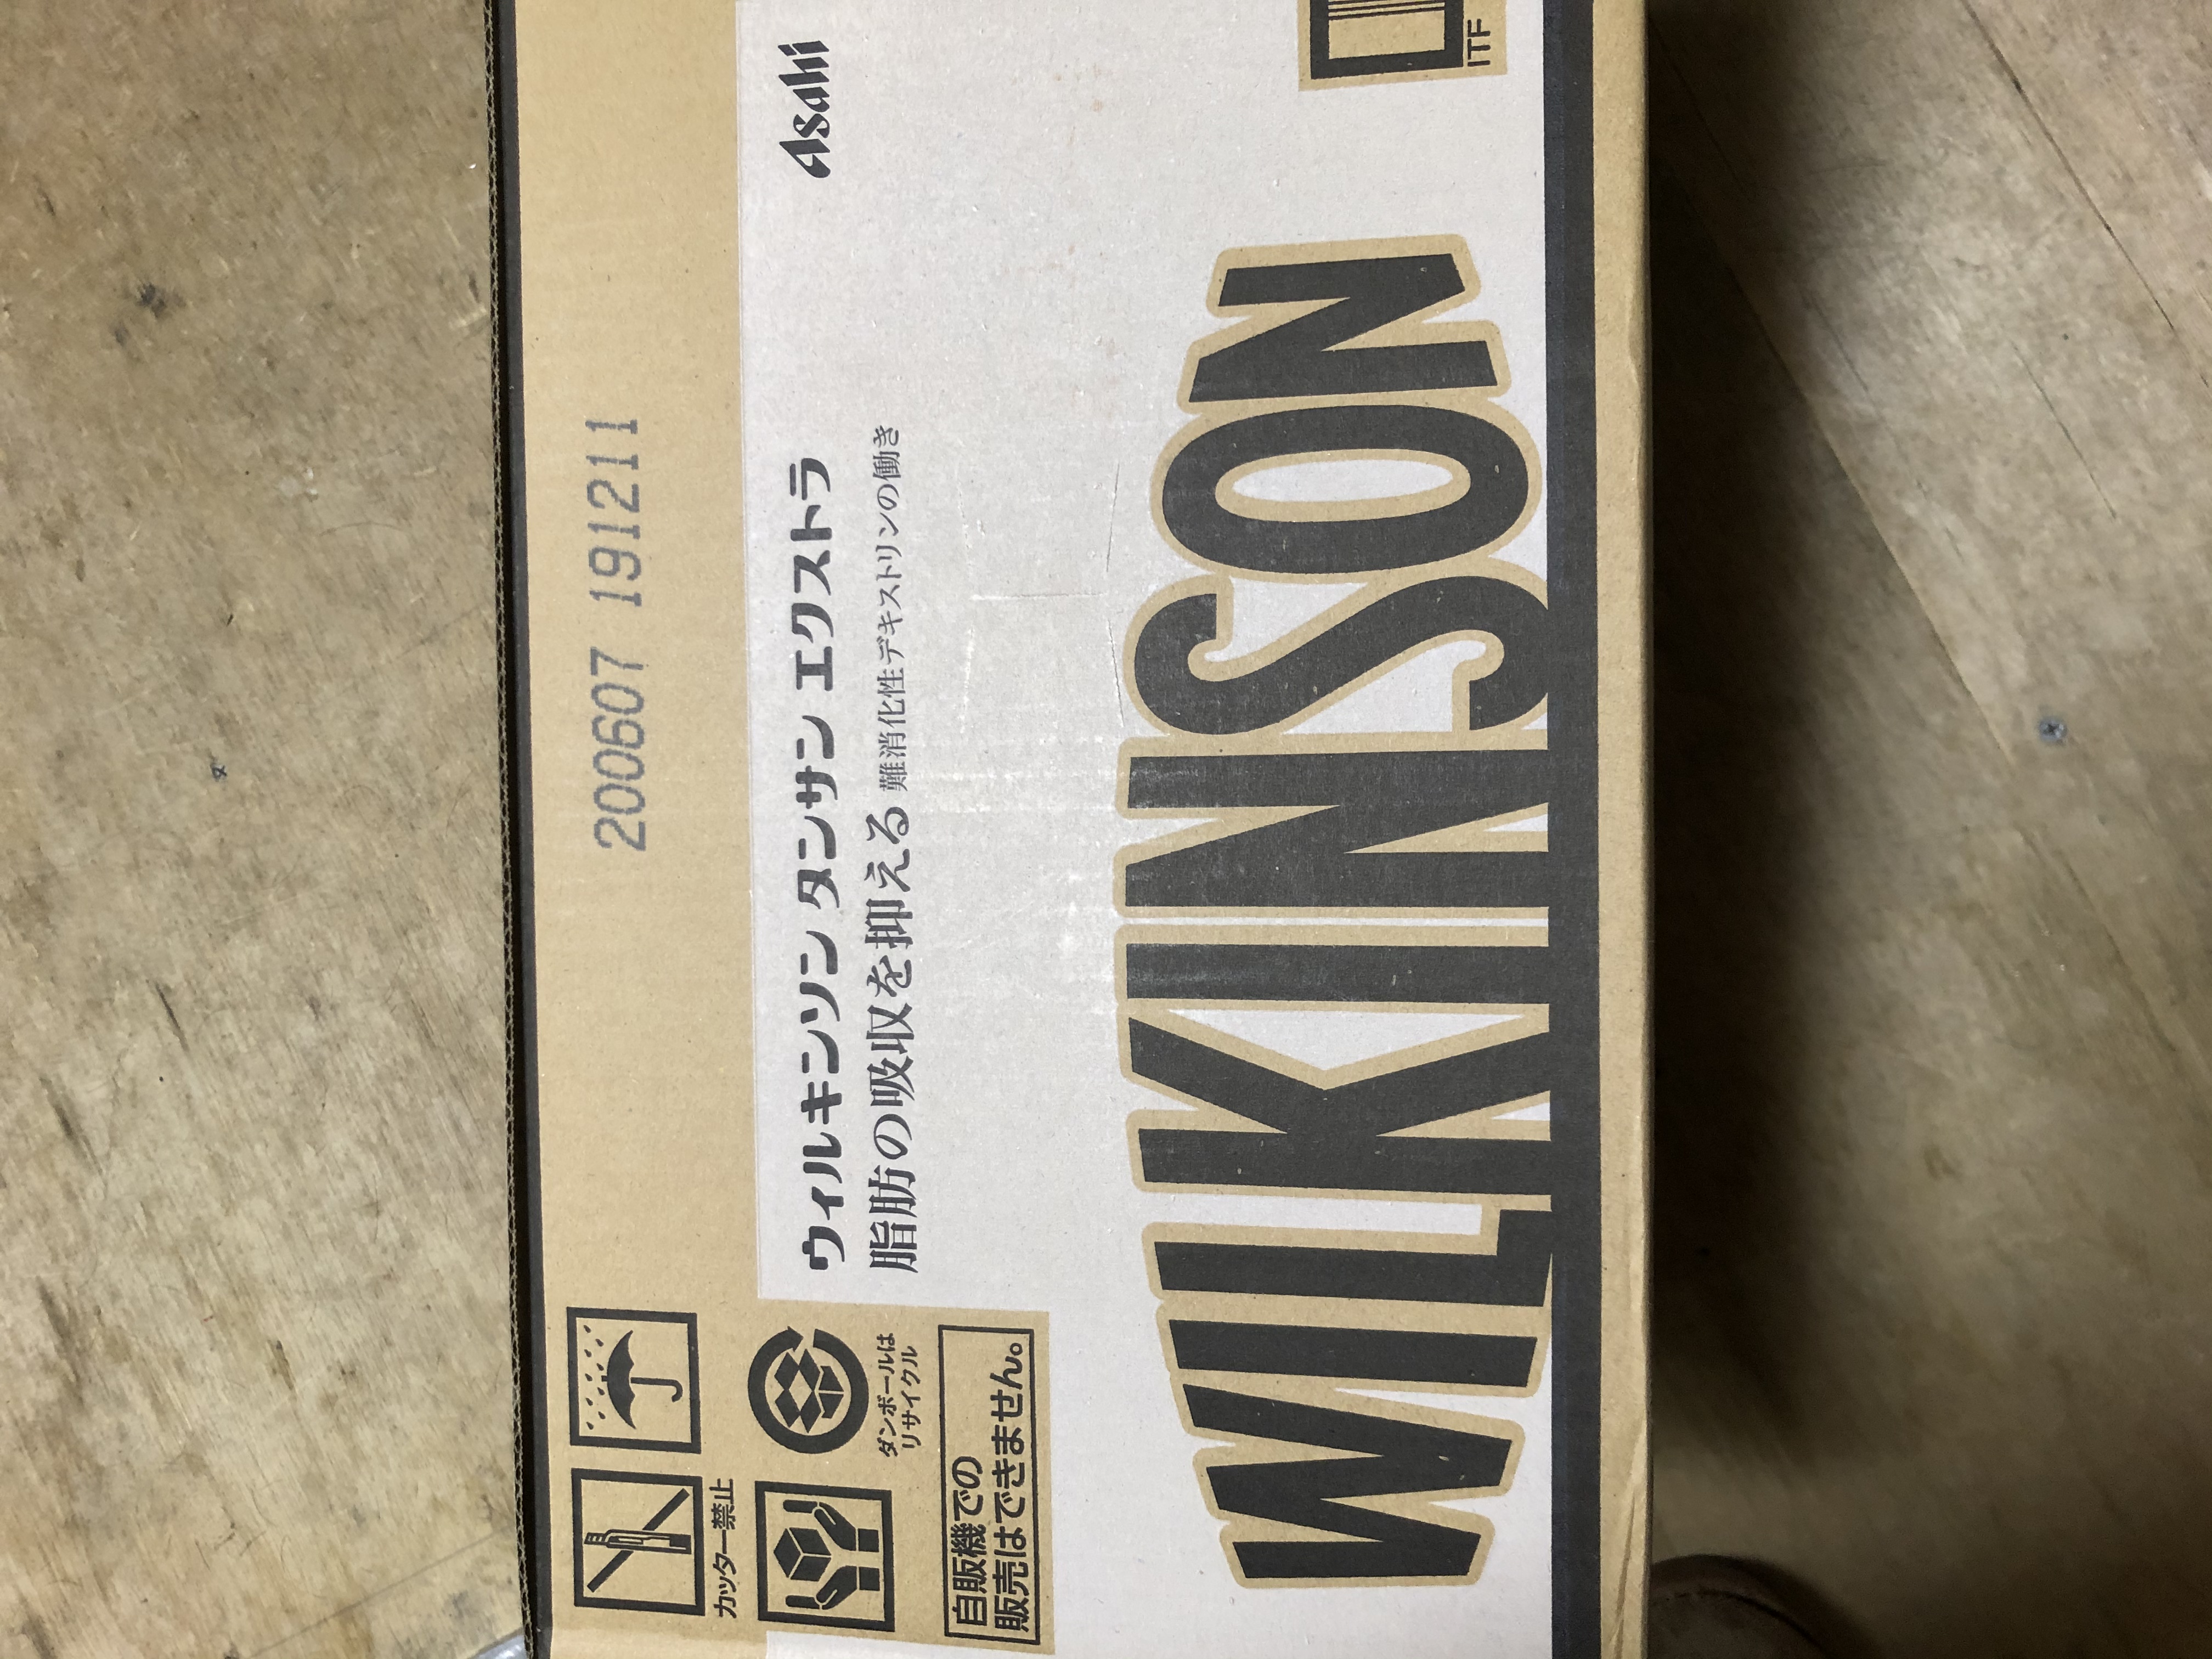 200607 191211
Asahi
ウィルキンソン タンサン エクストラ
脂肪の吸収を抑える 難消化性デキストリンの働き
カッター禁止
ダンボールは
リサイクル
自販機での
販売はできません。
WILKINSON
ITF